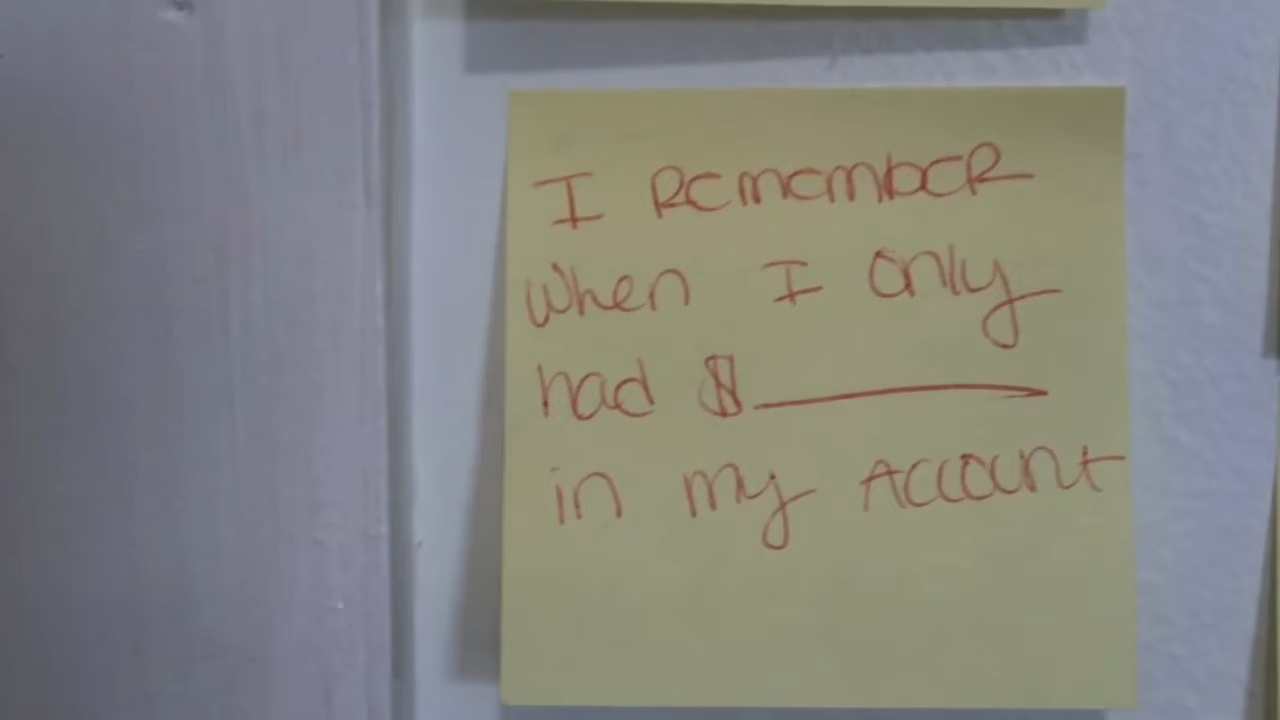 I REMEMBER
when I only
had $________
in my Account